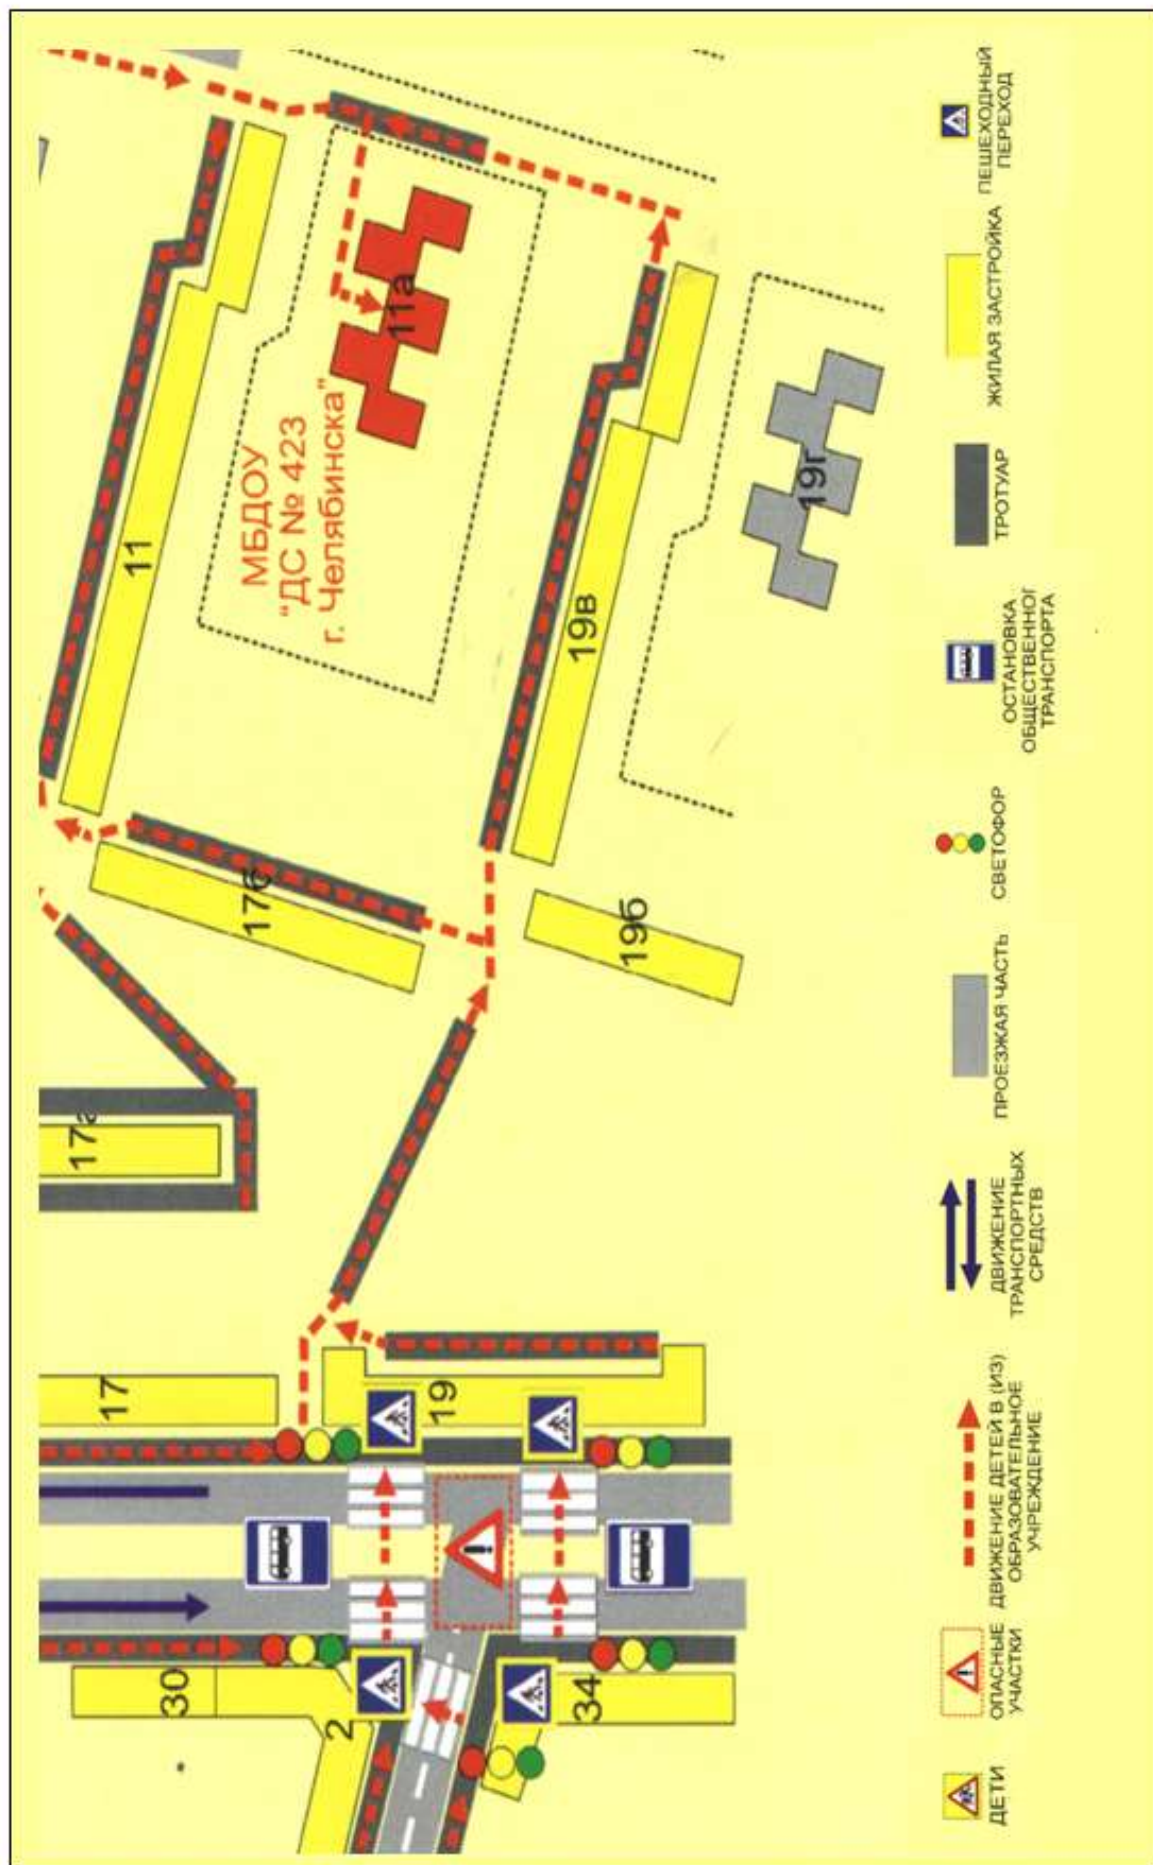 11
МБДОУ
"ДС № 423
г. Челябинска"
11а
17б
19в
19г
19б
17а
17
19
30
2
34
ДЕТИ
ОПАСНЫЕ
УЧАСТКИ
ДВИЖЕНИЕ ДЕТЕЙ В (ИЗ)
ОБРАЗОВАТЕЛЬНОЕ
УЧРЕЖДЕНИЕ
ДВИЖЕНИЕ
ТРАНСПОРТНЫХ
СРЕДСТВ
ПРОЕЗЖАЯ ЧАСТЬ
СВЕТОФОР
ОСТАНОВКА
ОБЩЕСТВЕННОГ
ТРАНСПОРТА
ТРОТУАР
ЖИЛАЯ ЗАСТРОЙКА
ПЕШЕХОДНЫЙ
ПЕРЕХОД